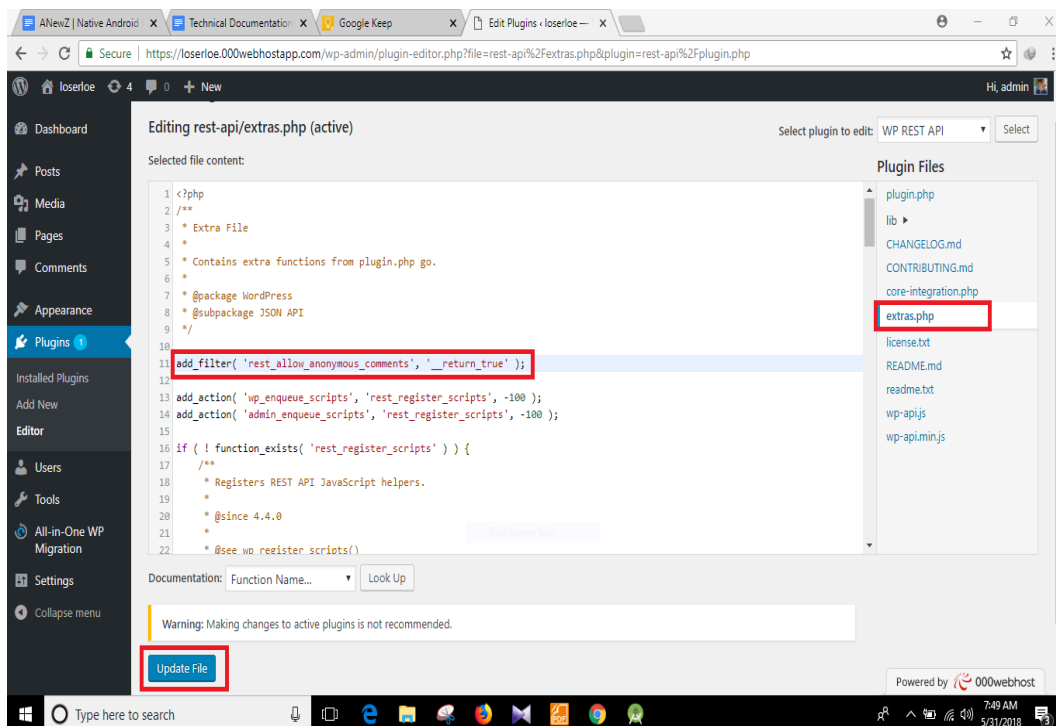 ANewZ | Native Android
Technical Documentation
Google Keep
Edit Plugins ‹ loserloe —
Secure
https://loserloe.000webhostapp.com/wp-admin/plugin-editor.php?file=rest-api%2Fextras.php&plugin=rest-api%2Fplugin.php
loserloe 4 0 + New
Hi, admin
Dashboard
Posts
Media
Pages
Comments
Appearance
Plugins 1
Installed Plugins
Add New
Editor
Users
Tools
All-in-One WP
Migration
Settings
Collapse menu
Editing rest-api/extras.php (active)
Select plugin to edit: WP REST API Select
Selected file content:
1 <?php
2 /**
3 * Extra File
4 *
5 * Contains extra functions from plugin.php go.
6 *
7 * @package WordPress
8 * @subpackage JSON API
9 */
10
11 add_filter( 'rest_allow_anonymous_comments', '__return_true' );
12
13 add_action( 'wp_enqueue_scripts', 'rest_register_scripts', -100 );
14 add_action( 'admin_enqueue_scripts', 'rest_register_scripts', -100 );
15
16 if ( ! function_exists( 'rest_register_scripts' ) ) {
17 /**
18 * Registers REST API JavaScript helpers.
19 *
20 * @since 4.4.0
21 *
22 * @see wp_register_scripts()
Plugin Files
plugin.php
lib
CHANGELOG.md
CONTRIBUTING.md
core-integration.php
extras.php
license.txt
README.md
readme.txt
wp-api.js
wp-api.min.js
Documentation: Function Name... Look Up
Warning: Making changes to active plugins is not recommended.
Update File
Powered by 000webhost
Type here to search
7:49 AM
5/31/2018